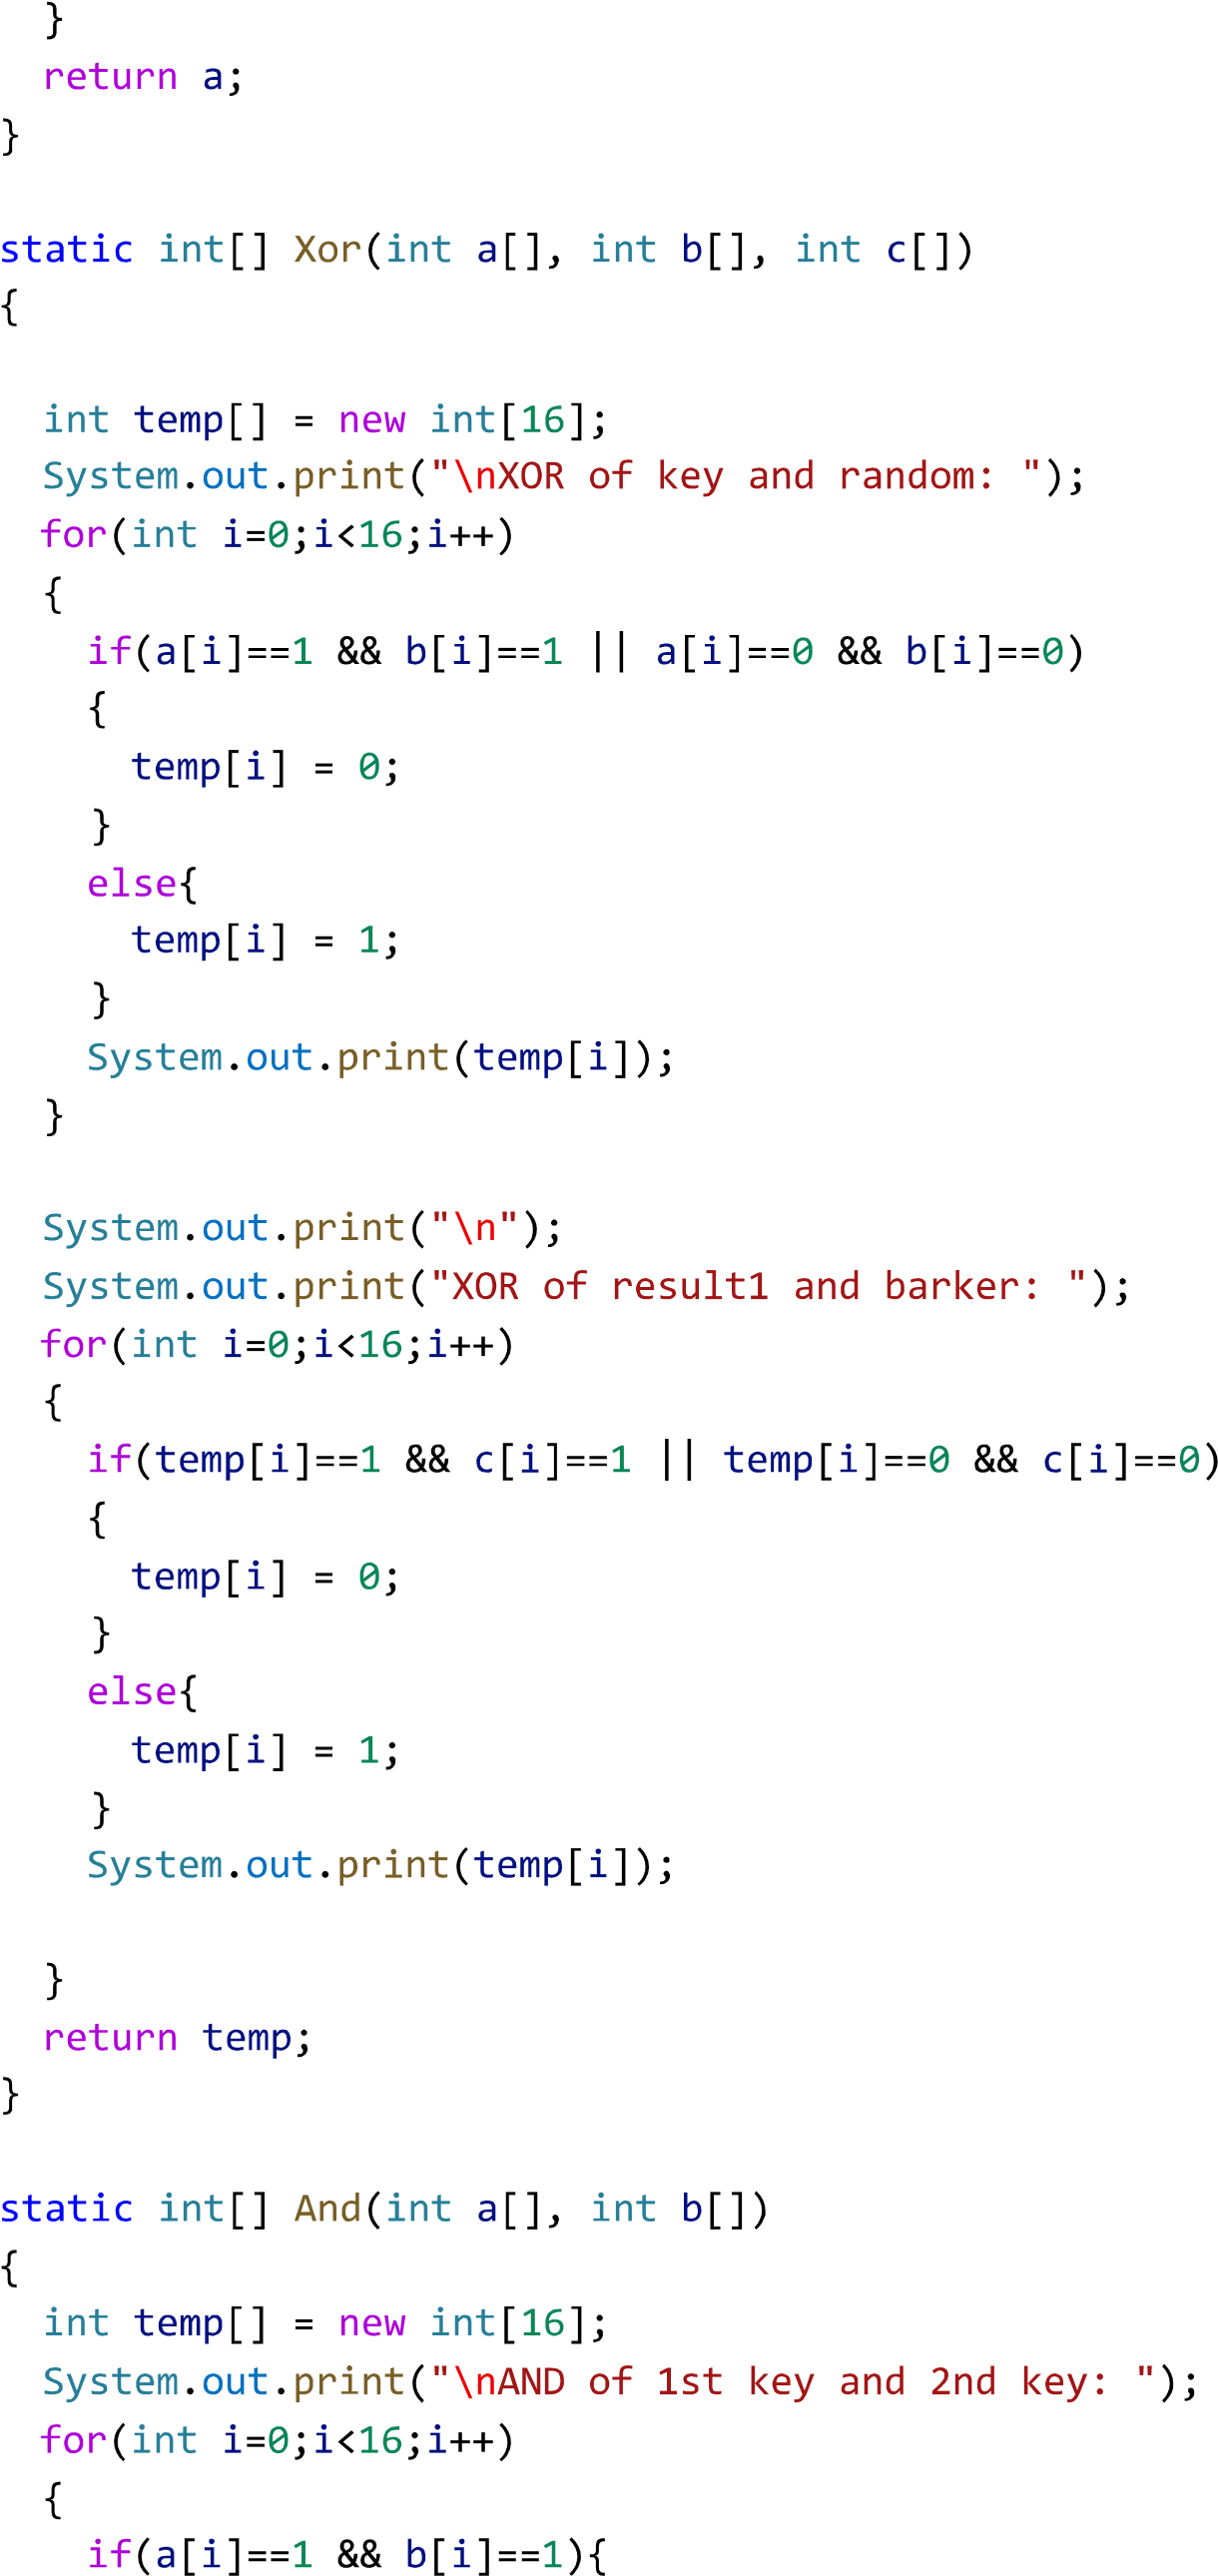 }
return a;
}
static int[] Xor(int a[], int b[], int c[])
{
int temp[] = new int[16];
System.out.print("\nXOR of key and random: ");
for(int i=0;i<16;i++)
{
if(a[i]==1 && b[i]==1 || a[i]==0 && b[i]==0)
{
temp[i] = 0;
}
else{
temp[i] = 1;
}
System.out.print(temp[i]);
}
System.out.print("\n");
System.out.print("XOR of result1 and barker: ");
for(int i=0;i<16;i++)
{
if(temp[i]==1 && c[i]==1 || temp[i]==0 && c[i]==0)
{
temp[i] = 0;
}
else{
temp[i] = 1;
}
System.out.print(temp[i]);
}
return temp;
}
static int[] And(int a[], int b[])
{
int temp[] = new int[16];
System.out.print("\nAND of 1st key and 2nd key: ");
for(int i=0;i<16;i++)
{
if(a[i]==1 && b[i]==1){